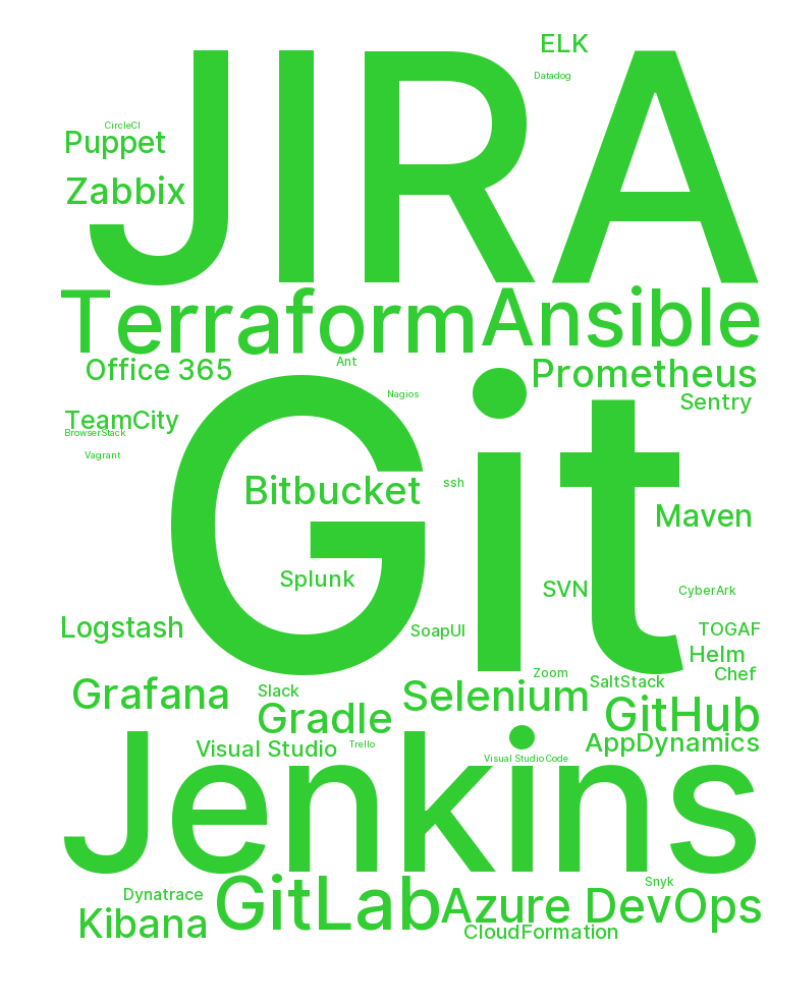 ELK
Datadog
JIRA
CircleCI
Puppet
Zabbix
Terraform
Ansible
Office 365
Ant
Prometheus
Nagios
Sentry
TeamCity
BrowserStack
Vagrant
Git
Bitbucket
ssh
Maven
Splunk
SVN
CyberArk
Logstash
SoapUI
TOGAF
Helm
Zoom
Chef
SaltStack
Grafana
Slack
Selenium
Gradle
GitHub
Visual Studio
Trello
AppDynamics
Visual Studio Code
Jenkins
Snyk
Dynatrace
GitLab
Azure DevOps
Kibana
CloudFormation